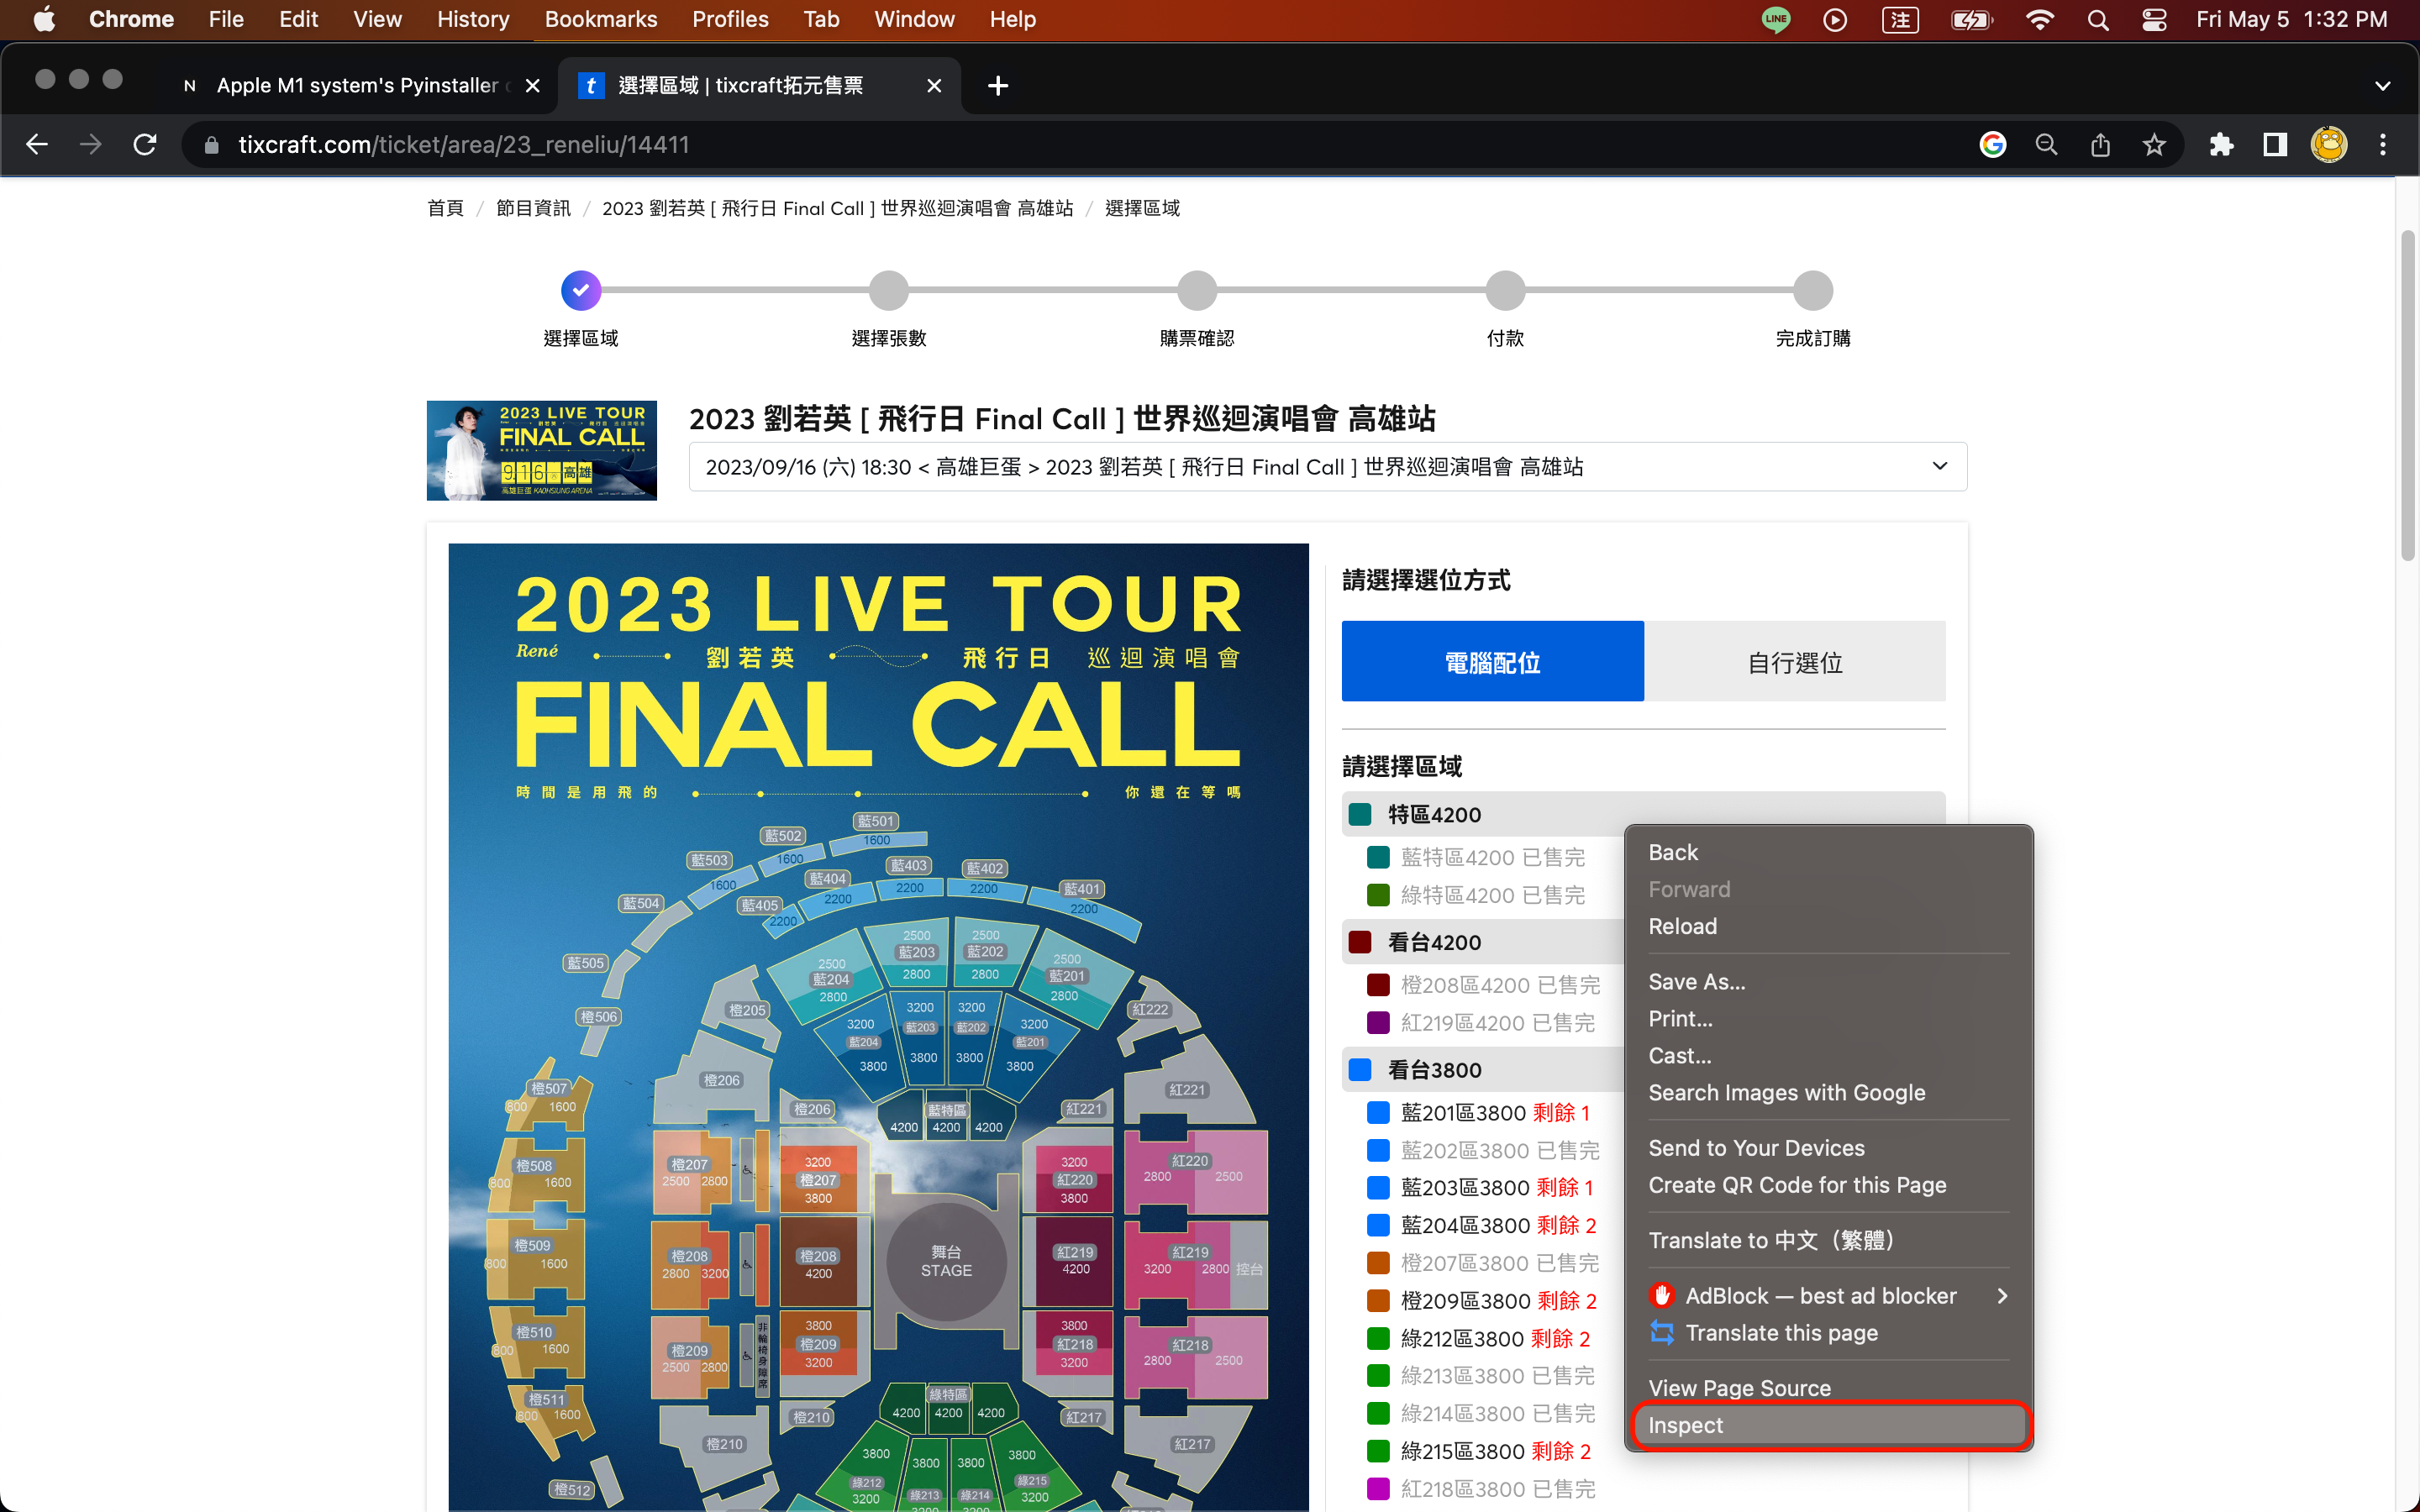 Chrome File Edit View History Bookmarks Profiles Tab Window Help LINE 注 Fri May 5 1:32 PM
N Apple M1 system's Pyinstaller t 選擇區域 | tixcraft拓元售票
tixcraft.com/ticket/area/23_reneliu/14411
首頁 / 節目資訊 / 2023 劉若英 [ 飛行日 Final Call ] 世界巡迴演唱會 高雄站 / 選擇區域
選擇區域 選擇張數 購票確認 付款 完成訂購
2023 LIVE TOUR
劉若英 飛行日 巡迴演唱會
FINAL CALL
9.16 高雄
高雄巨蛋 KAOHSIUNG ARENA
2023 劉若英 [ 飛行日 Final Call ] 世界巡迴演唱會 高雄站
2023/09/16 (六) 18:30 < 高雄巨蛋 > 2023 劉若英 [ 飛行日 Final Call ] 世界巡迴演唱會 高雄站
2023 LIVE TOUR
René 劉若英 飛行日 巡迴演唱會
FINAL CALL
時間是用飛的 你還在等嗎
藍501
1600
藍502
1600
藍503
1600
藍504
藍505
橙506
藍403
2200
藍402
2200
藍404
2200
藍401
2200
藍405
2200
2500
藍203
2800
2500
藍202
2800
2500
藍204
2800
2500
藍201
2800
橙205
紅222
3200
藍204
3800
3200
藍203
3800
3200
藍202
3800
3200
藍201
3800
橙206
紅221
橙206
藍特區
4200 4200 4200
紅221
橙507
800 1600
橙508
800 1600
橙509
800 1600
橙510
800 1600
橙511
800 1600
橙512
橙207
2500 2800
橙208
2800 3200
橙209
2500 2800
非輪椅身障席
3200
橙207
3800
橙208
4200
3800
橙209
3200
舞台
STAGE
3200
紅220
3800
紅219
4200
3800
紅218
3200
紅220
2800 2500
紅219
3200 2800 控台
紅218
2800 2500
橙210
綠特區
4200 4200 4200
紅217
橙210
紅217
3800
綠212
3200
3800
綠213
3200
3800
綠214
3200
3800
綠215
3200
請選擇選位方式
電腦配位 自行選位
請選擇區域
特區4200
藍特區4200 已售完
綠特區4200 已售完
看台4200
橙208區4200 已售完
紅219區4200 已售完
看台3800
藍201區3800 剩餘 1
藍202區3800 已售完
藍203區3800 剩餘 1
藍204區3800 剩餘 2
橙207區3800 已售完
橙209區3800 剩餘 2
綠212區3800 剩餘 2
綠213區3800 已售完
綠214區3800 已售完
綠215區3800 剩餘 2
紅218區3800 已售完
Back
Forward
Reload
Save As...
Print...
Cast...
Search Images with Google
Send to Your Devices
Create QR Code for this Page
Translate to 中文（繁體）
AdBlock — best ad blocker
Translate this page
View Page Source
Inspect